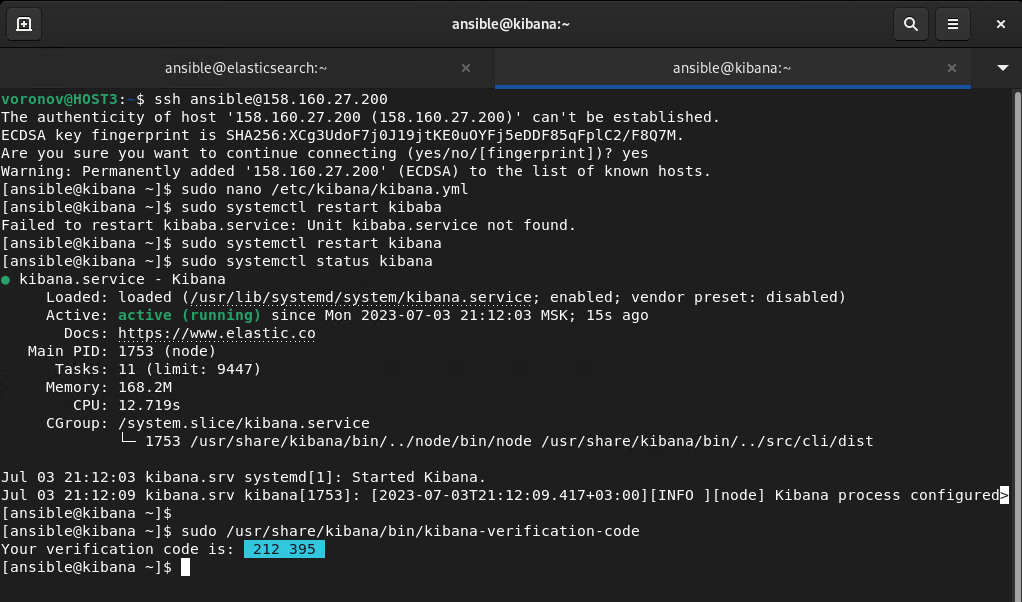 ansible@kibana:~
ansible@elasticsearch:~
ansible@kibana:~
voronov@HOST3:~$ ssh ansible@158.160.27.200
The authenticity of host '158.160.27.200 (158.160.27.200)' can't be established.
ECDSA key fingerprint is SHA256:XCg3UdoF7j0J19jtKE0uOYFj5eDDF85qFplC2/F8Q7M.
Are you sure you want to continue connecting (yes/no/[fingerprint])? yes
Warning: Permanently added '158.160.27.200' (ECDSA) to the list of known hosts.
[ansible@kibana ~]$ sudo nano /etc/kibana/kibana.yml
[ansible@kibana ~]$ sudo systemctl restart kibaba
Failed to restart kibaba.service: Unit kibaba.service not found.
[ansible@kibana ~]$ sudo systemctl restart kibana
[ansible@kibana ~]$ sudo systemctl status kibana
● kibana.service - Kibana
     Loaded: loaded (/usr/lib/systemd/system/kibana.service; enabled; vendor preset: disabled)
     Active: active (running) since Mon 2023-07-03 21:12:03 MSK; 15s ago
       Docs: https://www.elastic.co
   Main PID: 1753 (node)
      Tasks: 11 (limit: 9447)
     Memory: 168.2M
        CPU: 12.719s
     CGroup: /system.slice/kibana.service
             └─ 1753 /usr/share/kibana/bin/../node/bin/node /usr/share/kibana/bin/../src/cli/dist
Jul 03 21:12:03 kibana.srv systemd[1]: Started Kibana.
Jul 03 21:12:09 kibana.srv kibana[1753]: [2023-07-03T21:12:09.417+03:00][INFO ][node] Kibana process configured>
[ansible@kibana ~]$
[ansible@kibana ~]$ sudo /usr/share/kibana/bin/kibana-verification-code
Your verification code is:  212 395
[ansible@kibana ~]$